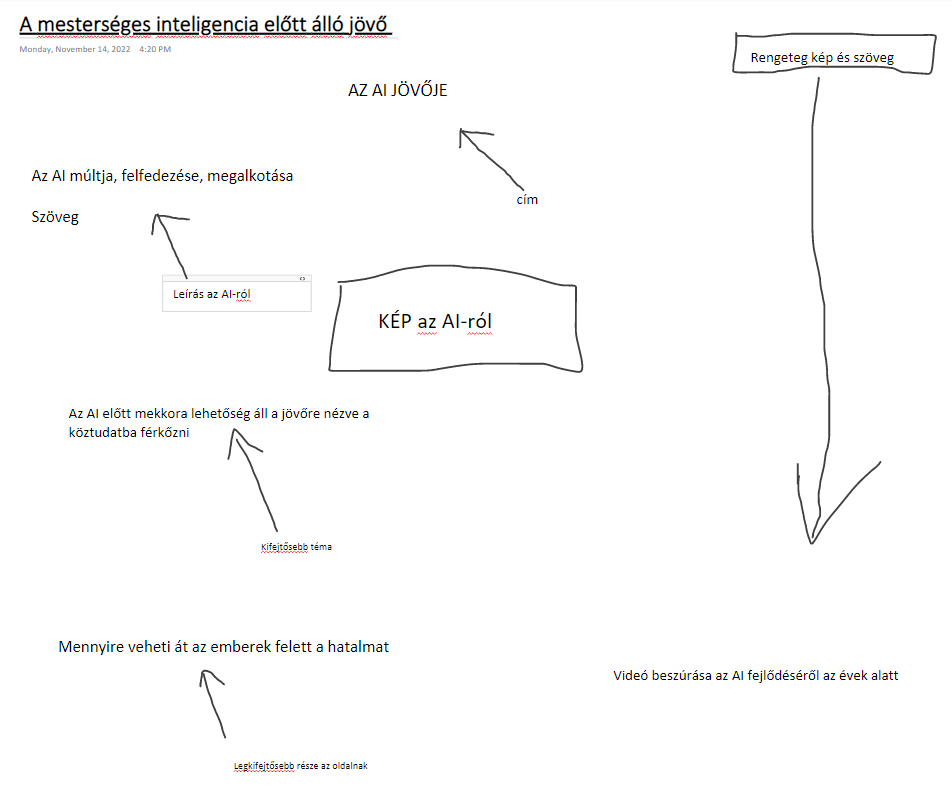 A mesterséges inteligencia előtt álló jövő
Monday, November 14, 2022 4:20 PM
Rengeteg kép és szöveg
AZ AI JÖVŐJE
Az AI múltja, felfedezése, megalkotása
cím
Szöveg
Leírás az AI-ról
KÉP az AI-ról
Az AI előtt mekkora lehetőség áll a jövőre nézve a
köztudatba férkőzni
Kifejtősebb téma
Mennyire veheti át az emberek felett a hatalmat
Videó beszúrása az AI fejlődéséről az évek alatt
Legkifejtősebb része az oldalnak